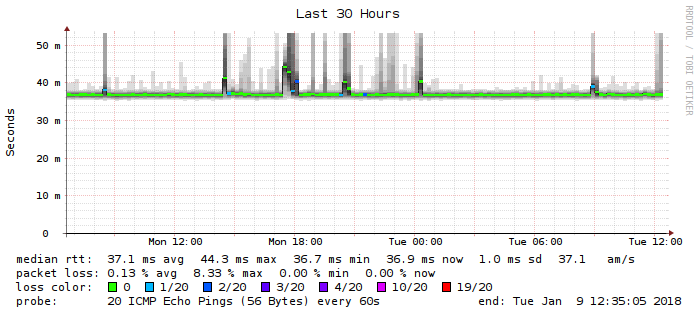 Last 30 Hours
RRDTOOL / TOBI OETIKER
Seconds
50 m
40 m
30 m
20 m
10 m
0
Mon 12:00 Mon 18:00 Tue 00:00 Tue 06:00 Tue 12:00
median rtt: 37.1 ms avg 44.3 ms max 36.7 ms min 36.9 ms now 1.0 ms sd 37.1 am/s
packet loss: 0.13 % avg 8.33 % max 0.00 % min 0.00 % now
loss color: 0 1/20 2/20 3/20 4/20 10/20 19/20
probe: 20 ICMP Echo Pings (56 Bytes) every 60s end: Tue Jan 9 12:35:05 2018